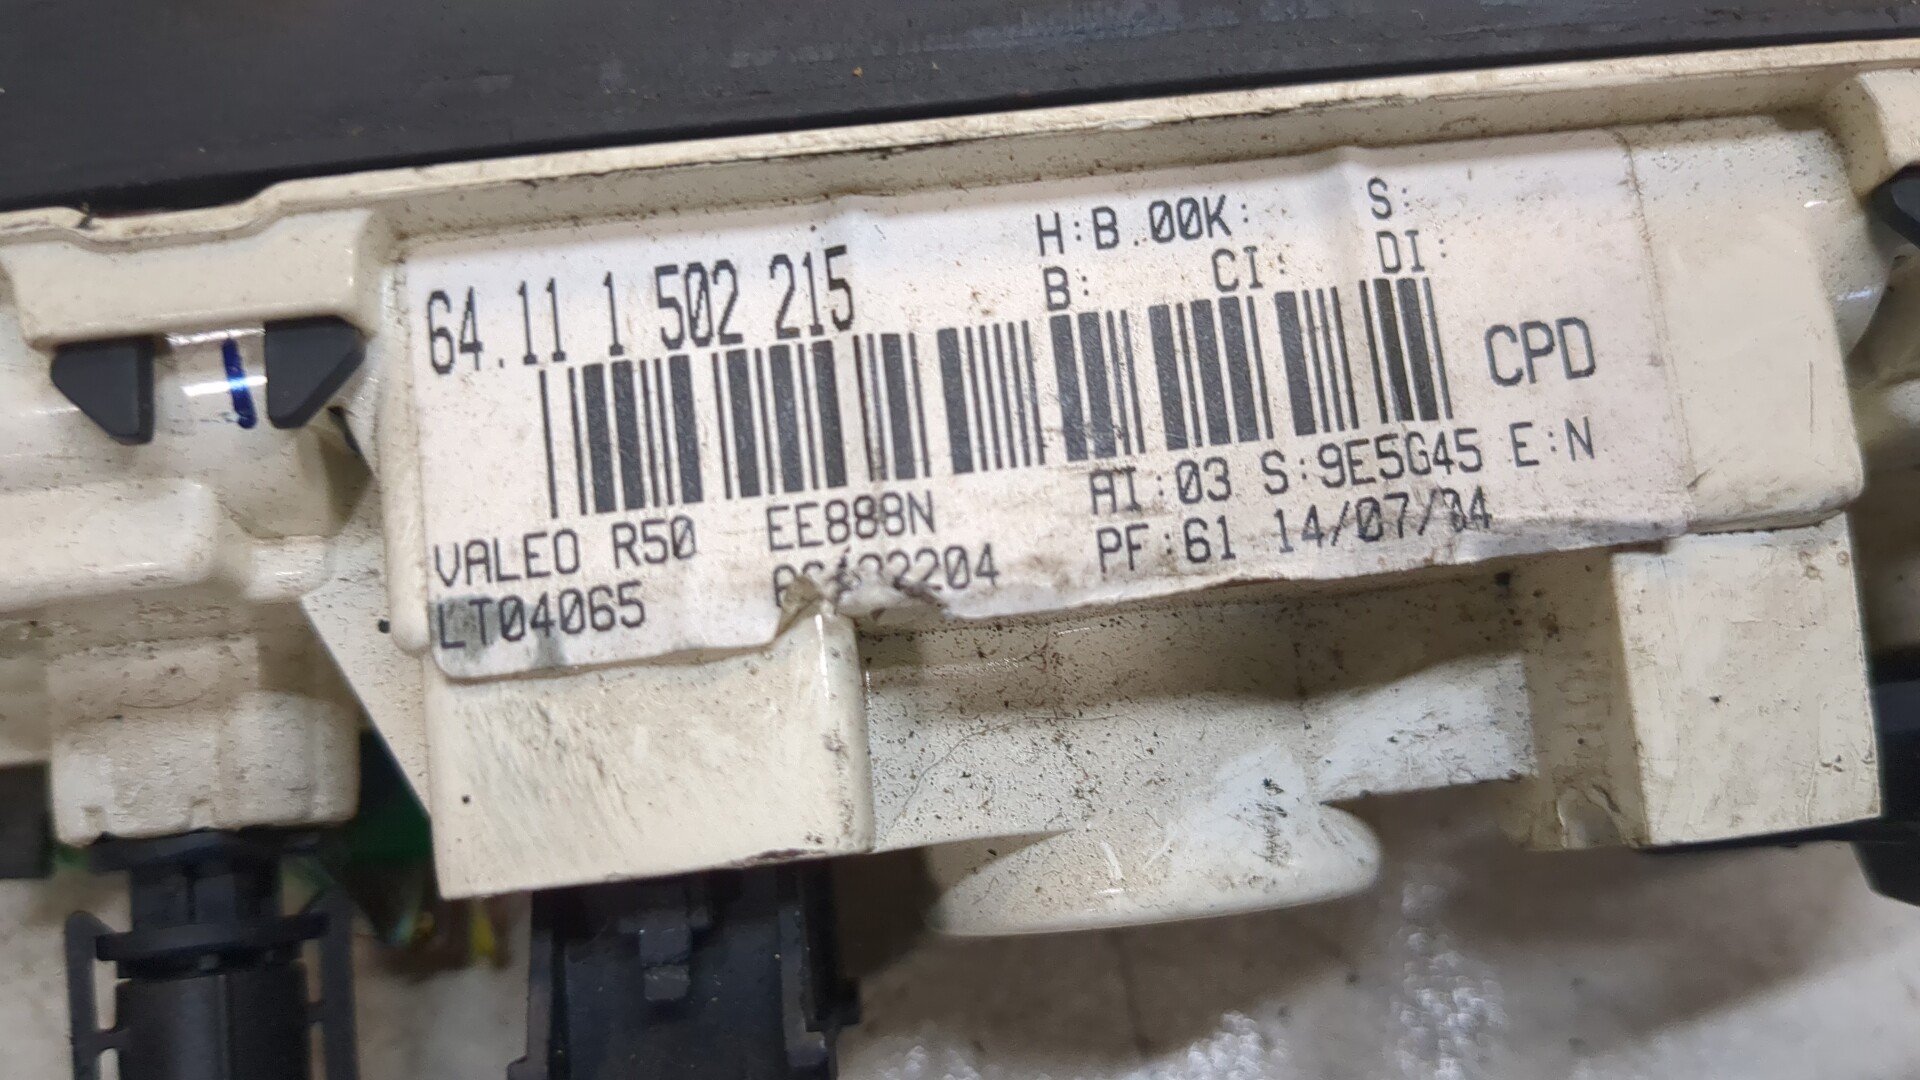 H:B.00K: S:
64.11 1 502 215 B: CI: DI:
CPD
VALEO R50 EE888N AI:03 S:9E5G45 E:N
LT04065 PF:61 14/07/04